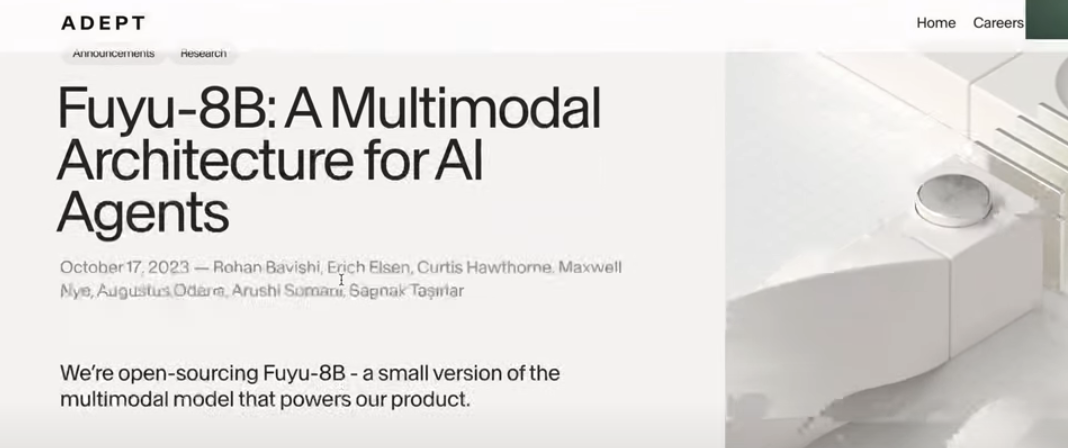 ADEPT
Home Careers
Announcements Research
Fuyu-8B: A Multimodal
Architecture for AI
Agents
October 17, 2023 — Rohan Bavishi, Erich Elsen, Curtis Hawthorne, Maxwell
Nye, Augustus Odena, Arushi Somani, Sağnak Taşırlar
We're open-sourcing Fuyu-8B - a small version of the
multimodal model that powers our product.